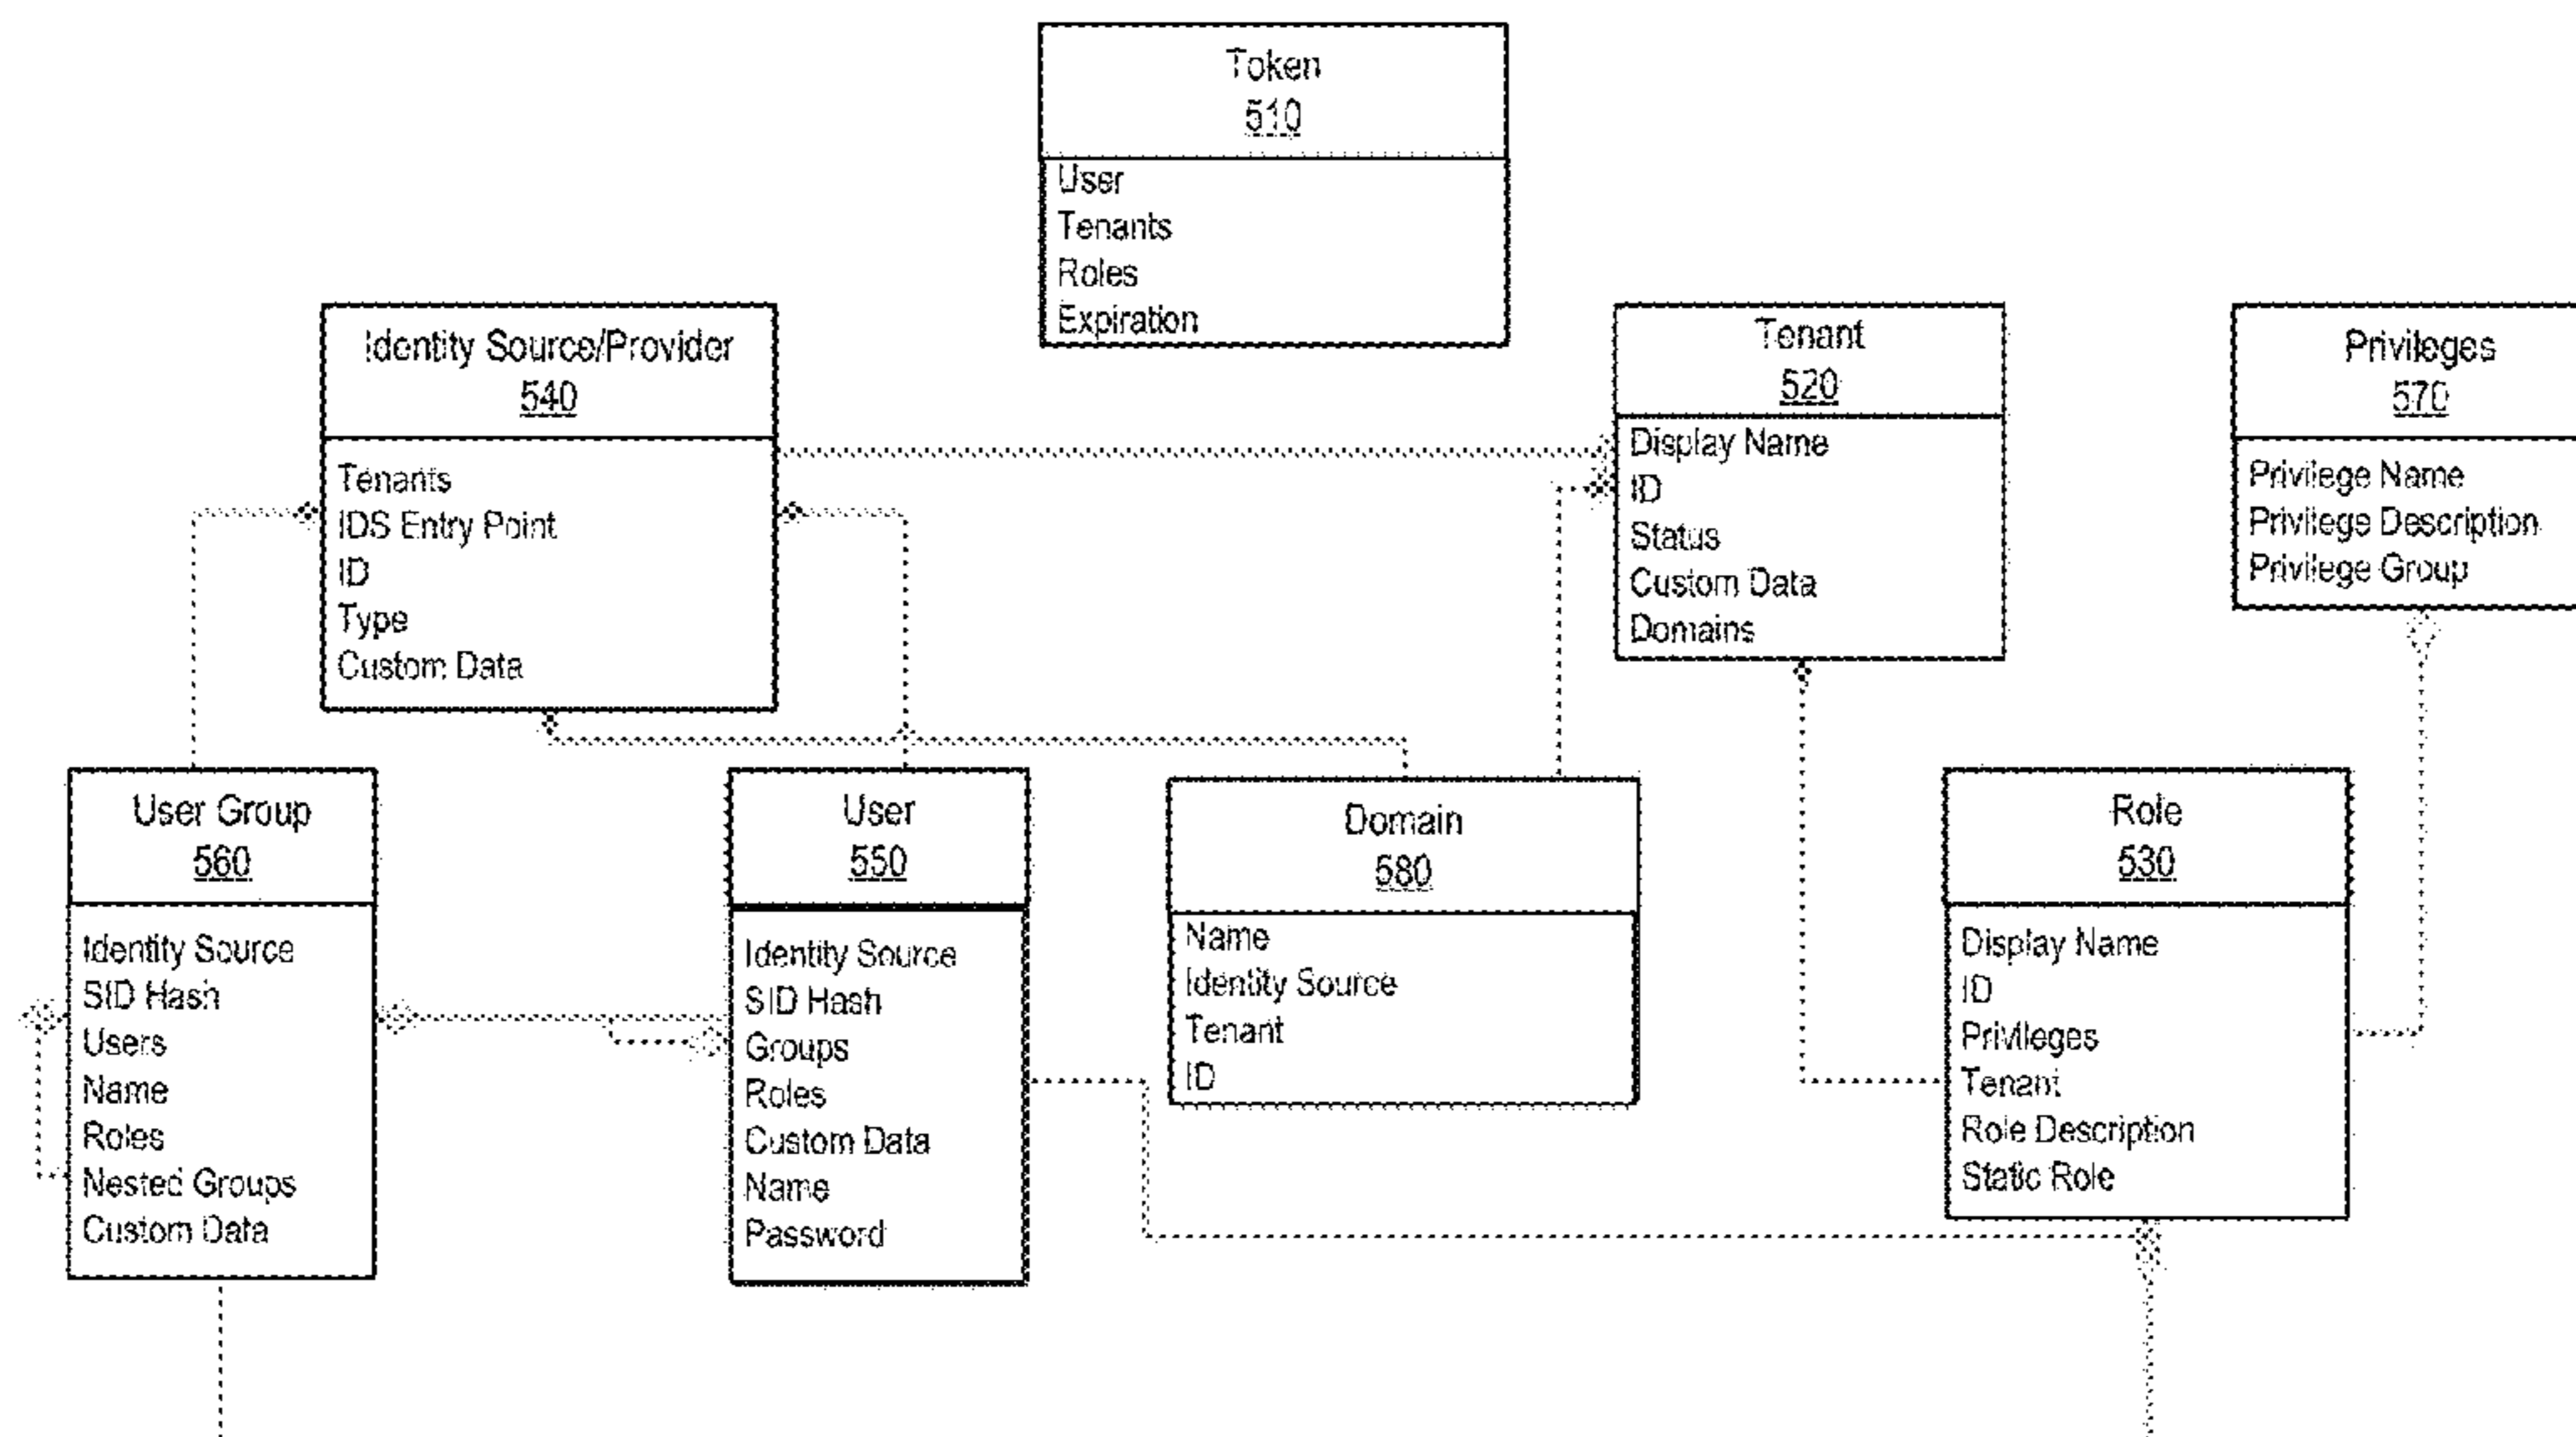 Token
510
User
Tenants
Roles
Expiration
Identity Source/Provider
540
Tenants
IDS Entry Point
ID
Type
Custom Data
Tenant
520
Display Name
ID
Status
Custom Data
Domains
Privileges
570
Privilege Name
Privilege Description
Privilege Group
User Group
560
Identity Source
SID Hash
Users
Name
Roles
Nested Groups
Custom Data
User
550
Identity Source
SID Hash
Groups
Roles
Custom Data
Name
Password
Domain
580
Name
Identity Source
Tenant
ID
Role
530
Display Name
ID
Privileges
Tenant
Role Description
Static Role